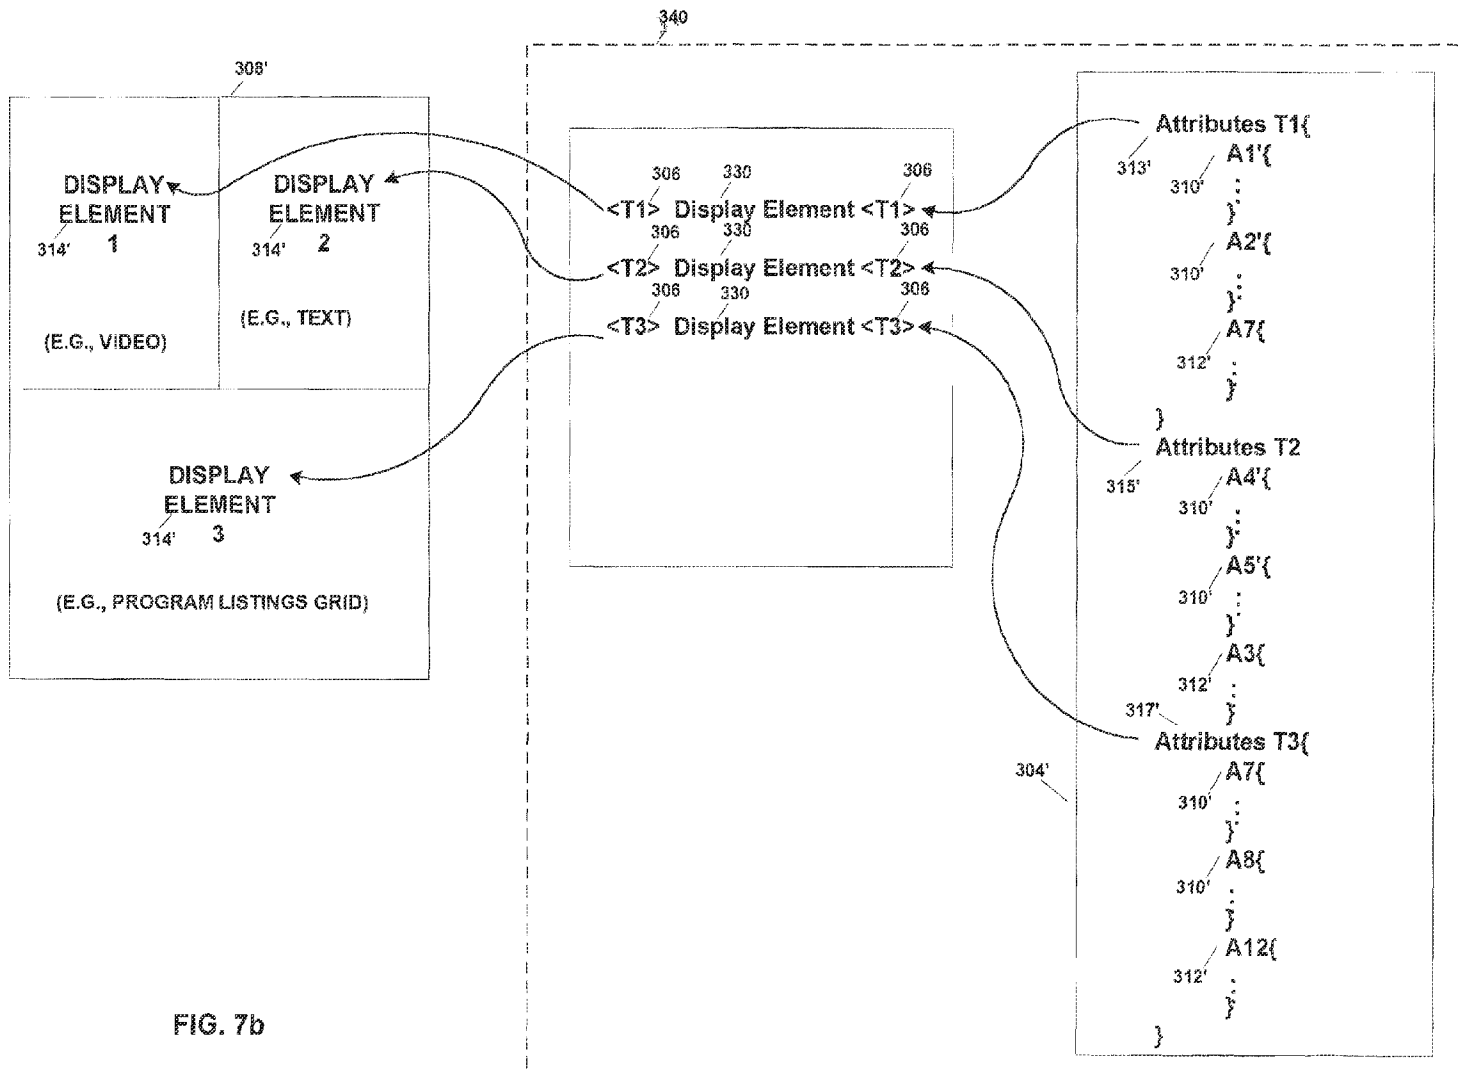 340
308'
DISPLAY
ELEMENT
1
314'
(E.G., VIDEO)
DISPLAY
ELEMENT
2
314'
(E.G., TEXT)
DISPLAY
ELEMENT
3
314'
(E.G., PROGRAM LISTINGS GRID)
306 330 306
<T1> Display Element <T1>
306 330 306
<T2> Display Element <T2>
306 330 306
<T3> Display Element <T3>
Attributes T1{
313'
A1'{
310'
}
A2'{
310'
}
A7{
312'
}
}
Attributes T2
315'
A4'{
310'
}
A5'{
310'
}
A3{
312'
}
317'
Attributes T3{
304'
A7{
310'
}
A8{
310'
}
A12{
312'
}
}
FIG. 7b